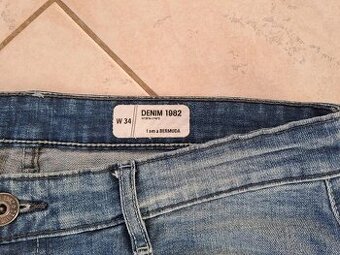 W 34
DENIM 1982
I am a BERMUDA